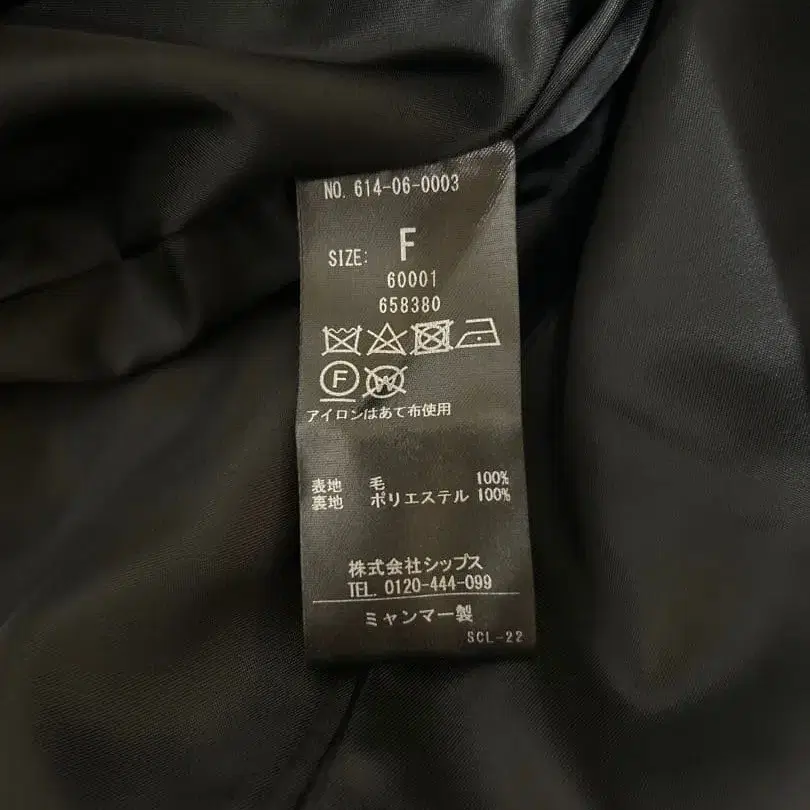 NO. 614-06-0003
SIZE: F
60001
658380
F W
アイロンはあて布使用
表地 毛 100%
裏地 ポリエステル 100%
株式会社シップス
TEL. 0120-444-099
ミャンマー製
SCL-22